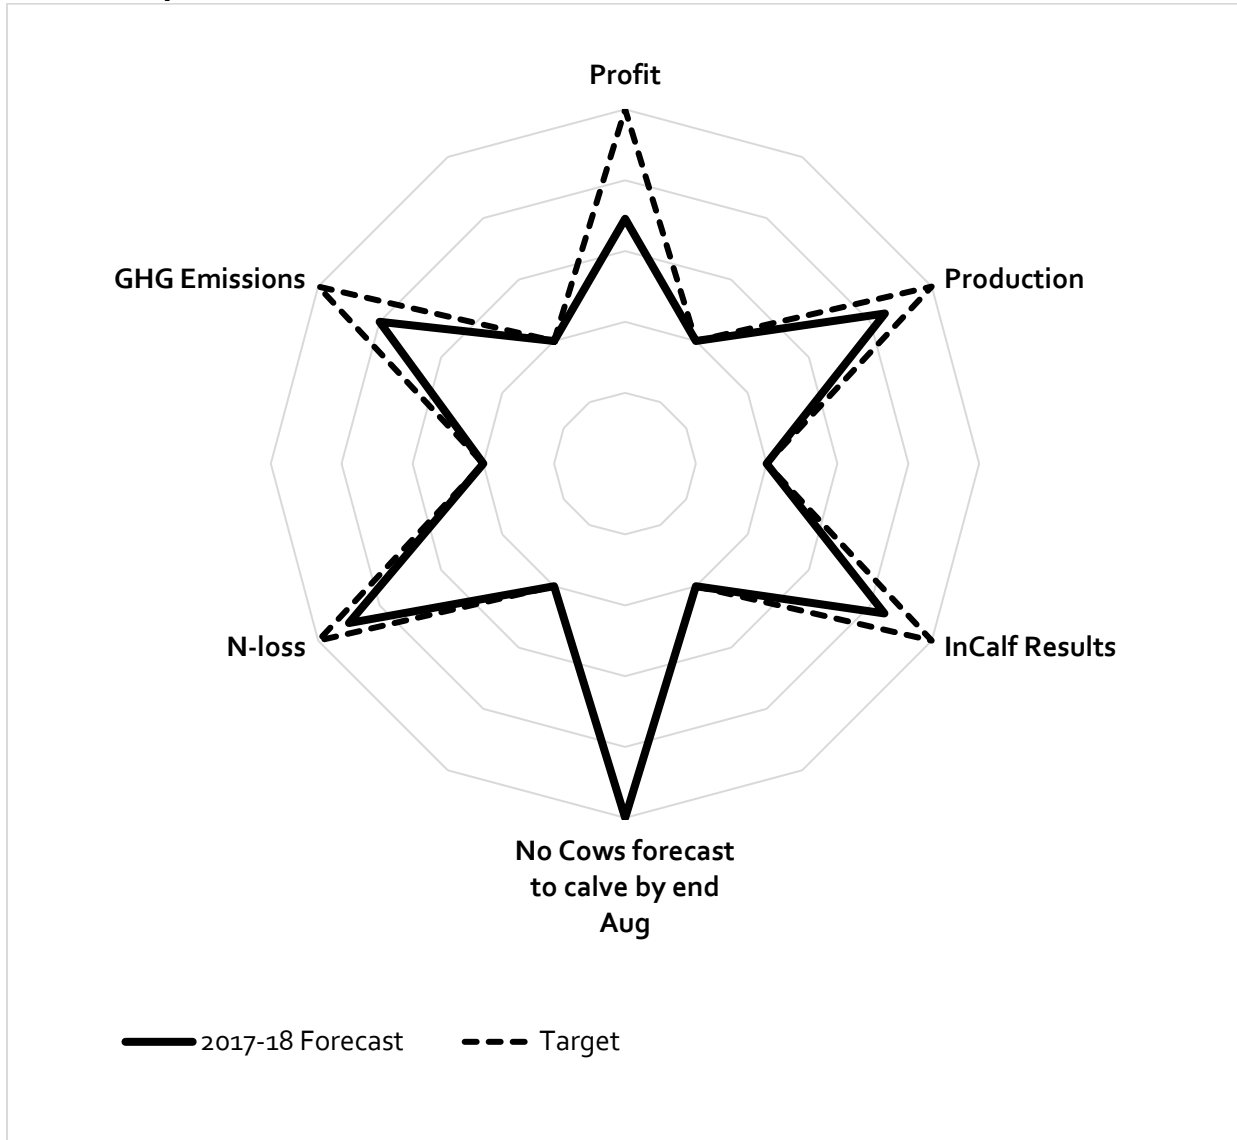 Profit
GHG Emissions
Production
N-loss
InCalf Results
No Cows forecast
to calve by end
Aug
2017-18 Forecast
Target